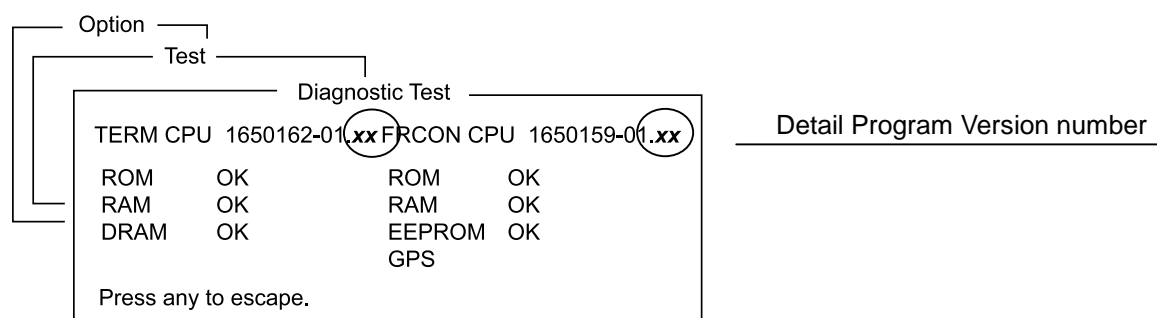 Option
Test
Diagnostic Test
TERM CPU 1650162-01.xx FRCON CPU 1650159-01.xx
Detail Program Version number
ROM OK ROM OK
RAM OK RAM OK
DRAM OK EEPROM OK
GPS
Press any to escape.